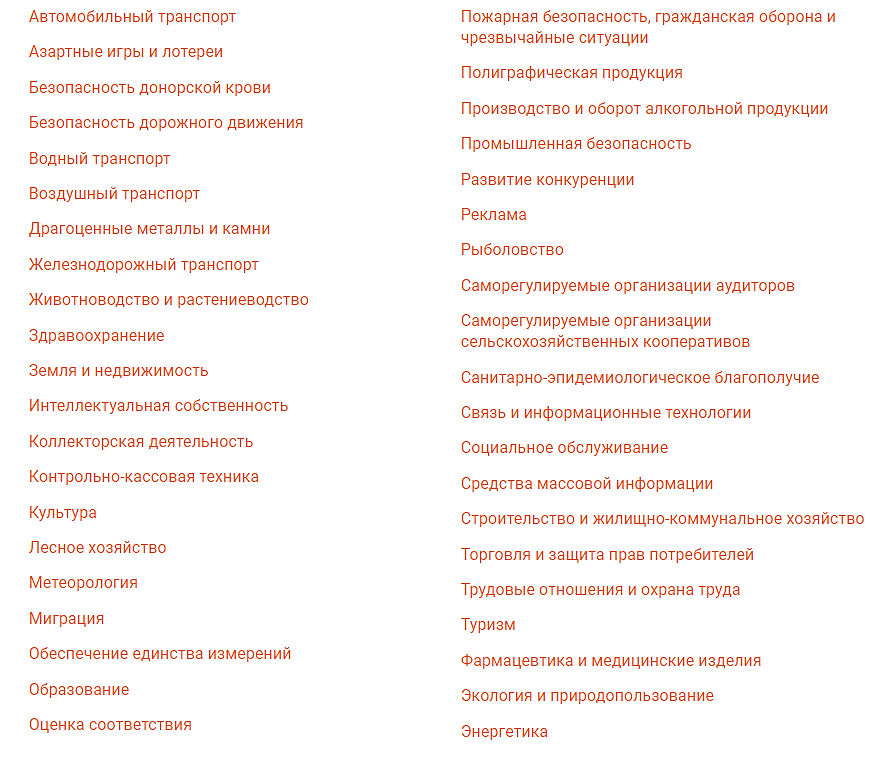 Автомобильный транспорт
Азартные игры и лотереи
Безопасность донорской крови
Безопасность дорожного движения
Водный транспорт
Воздушный транспорт
Драгоценные металлы и камни
Железнодорожный транспорт
Животноводство и растениеводство
Здравоохранение
Земля и недвижимость
Интеллектуальная собственность
Коллекторская деятельность
Контрольно-кассовая техника
Культура
Лесное хозяйство
Метеорология
Миграция
Обеспечение единства измерений
Образование
Оценка соответствия
Пожарная безопасность, гражданская оборона и
чрезвычайные ситуации
Полиграфическая продукция
Производство и оборот алкогольной продукции
Промышленная безопасность
Развитие конкуренции
Реклама
Рыболовство
Саморегулируемые организации аудиторов
Саморегулируемые организации
сельскохозяйственных кооперативов
Санитарно-эпидемиологическое благополучие
Связь и информационные технологии
Социальное обслуживание
Средства массовой информации
Строительство и жилищно-коммунальное хозяйство
Торговля и защита прав потребителей
Трудовые отношения и охрана труда
Туризм
Фармацевтика и медицинские изделия
Экология и природопользование
Энергетика